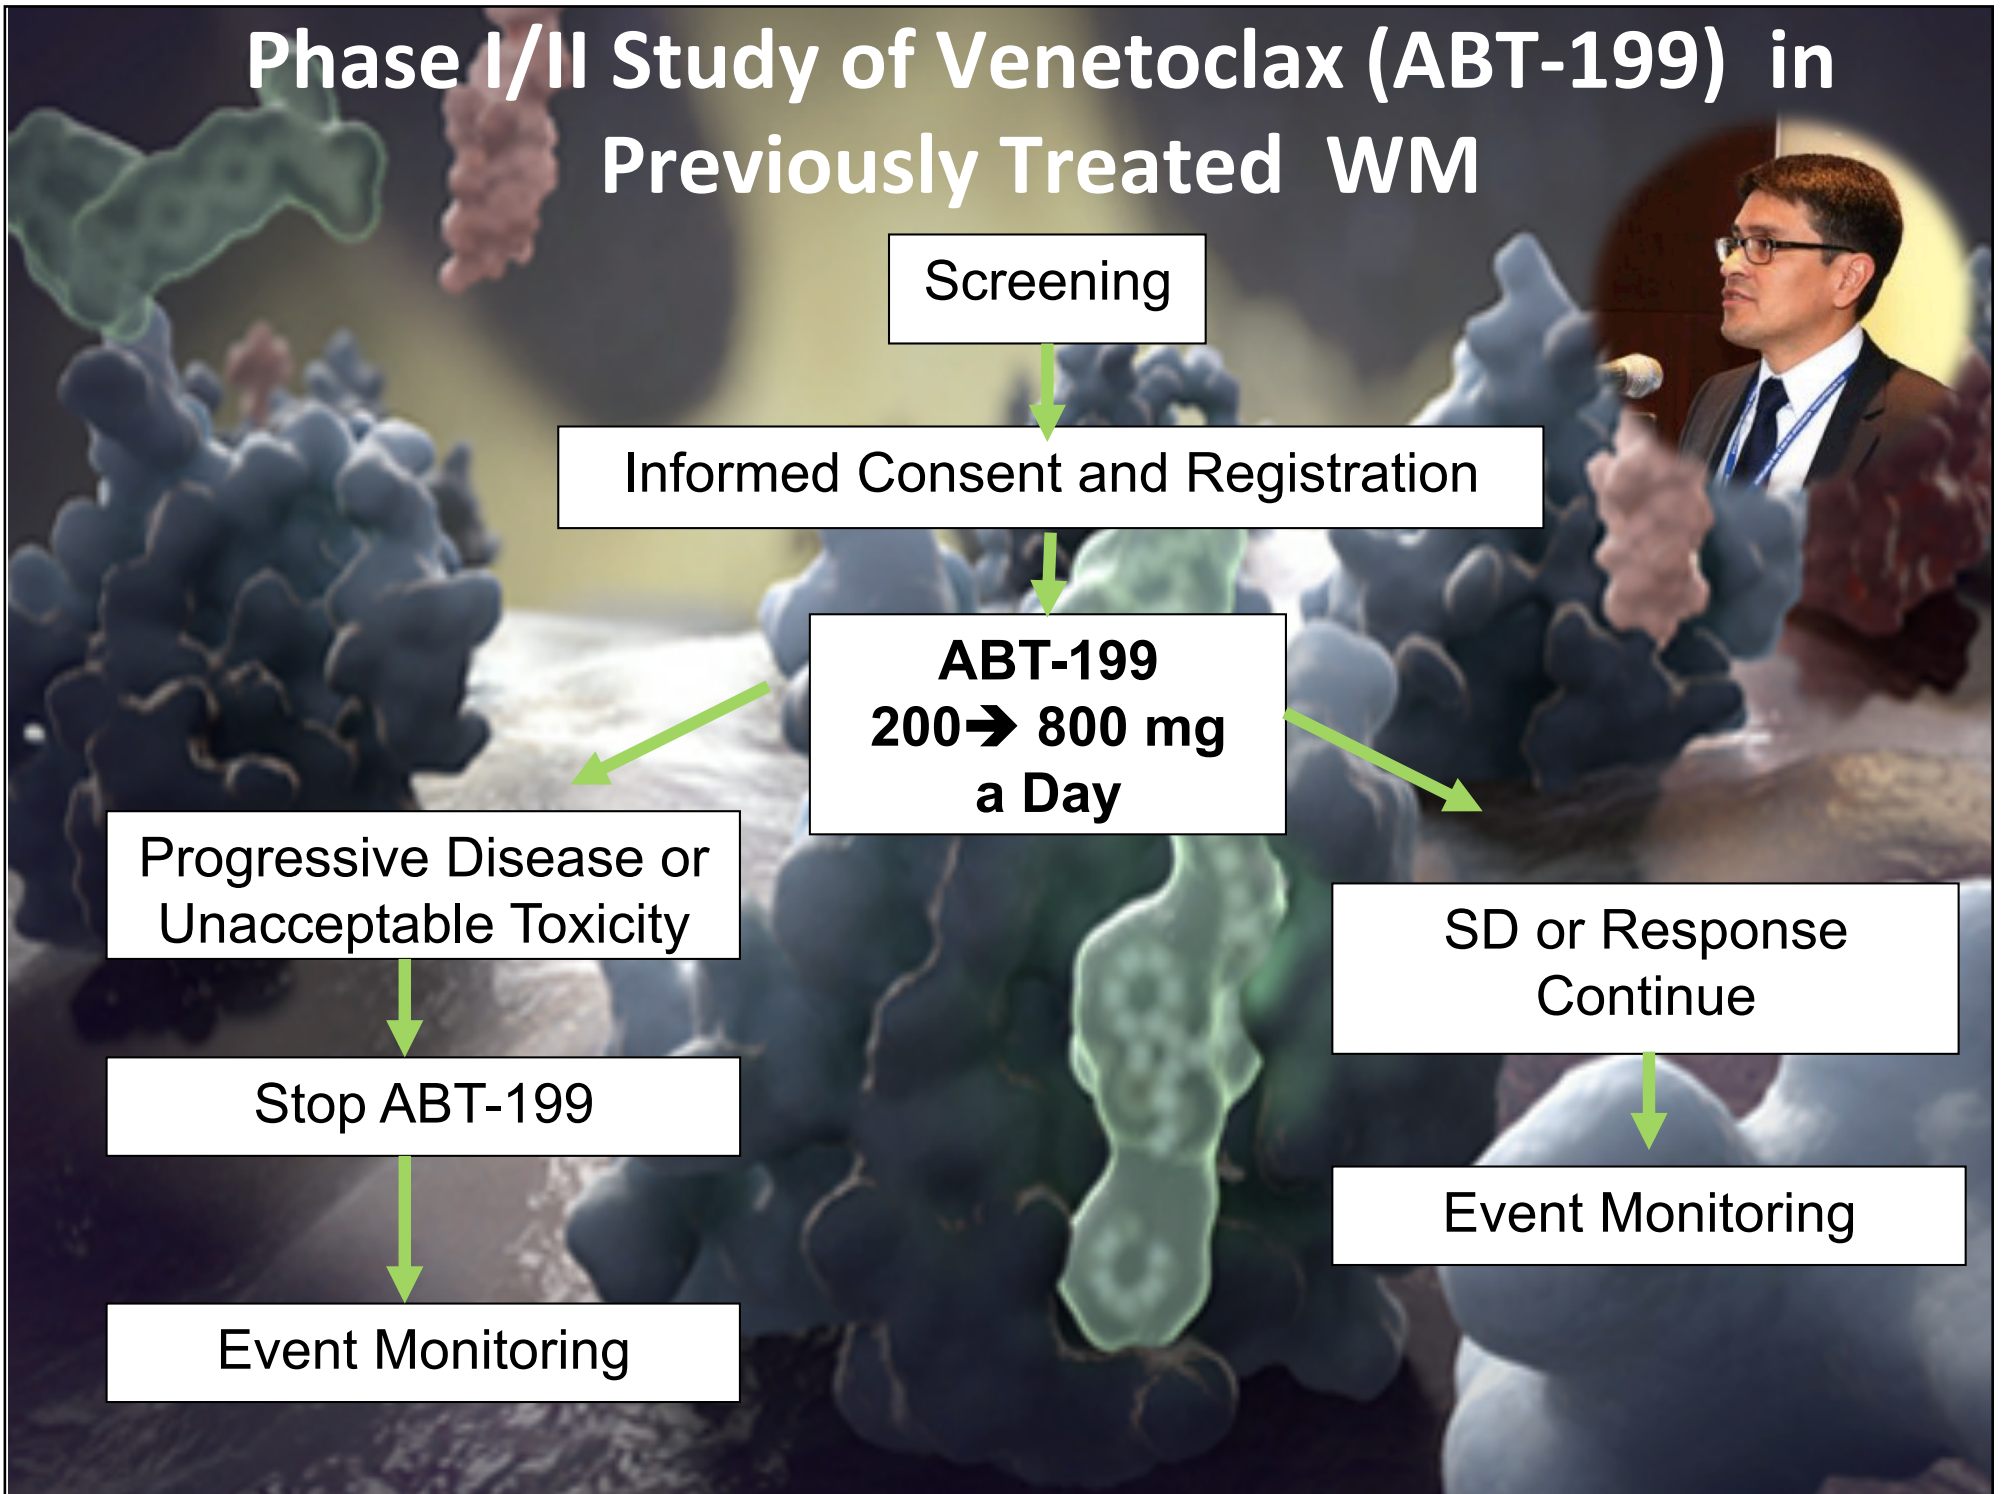 Phase I/II Study of Venetoclax (ABT-199) in
Previously Treated WM
Screening
Informed Consent and Registration
ABT-199
200➔ 800 mg
a Day
Progressive Disease or
Unacceptable Toxicity
SD or Response
Continue
Stop ABT-199
Event Monitoring
Event Monitoring